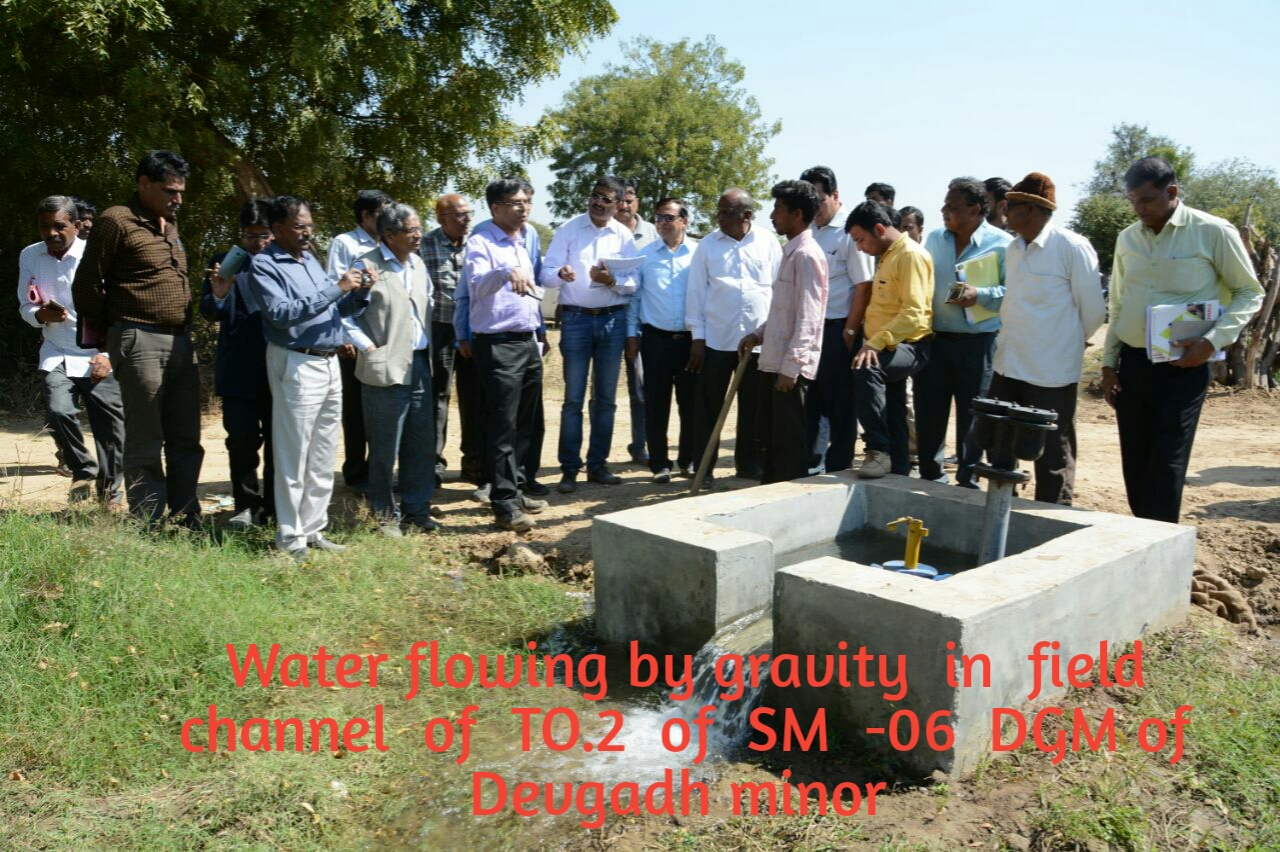 Water flowing by gravity in field
channel of TO.2 of SM -06 DGM of
Devgadh minor